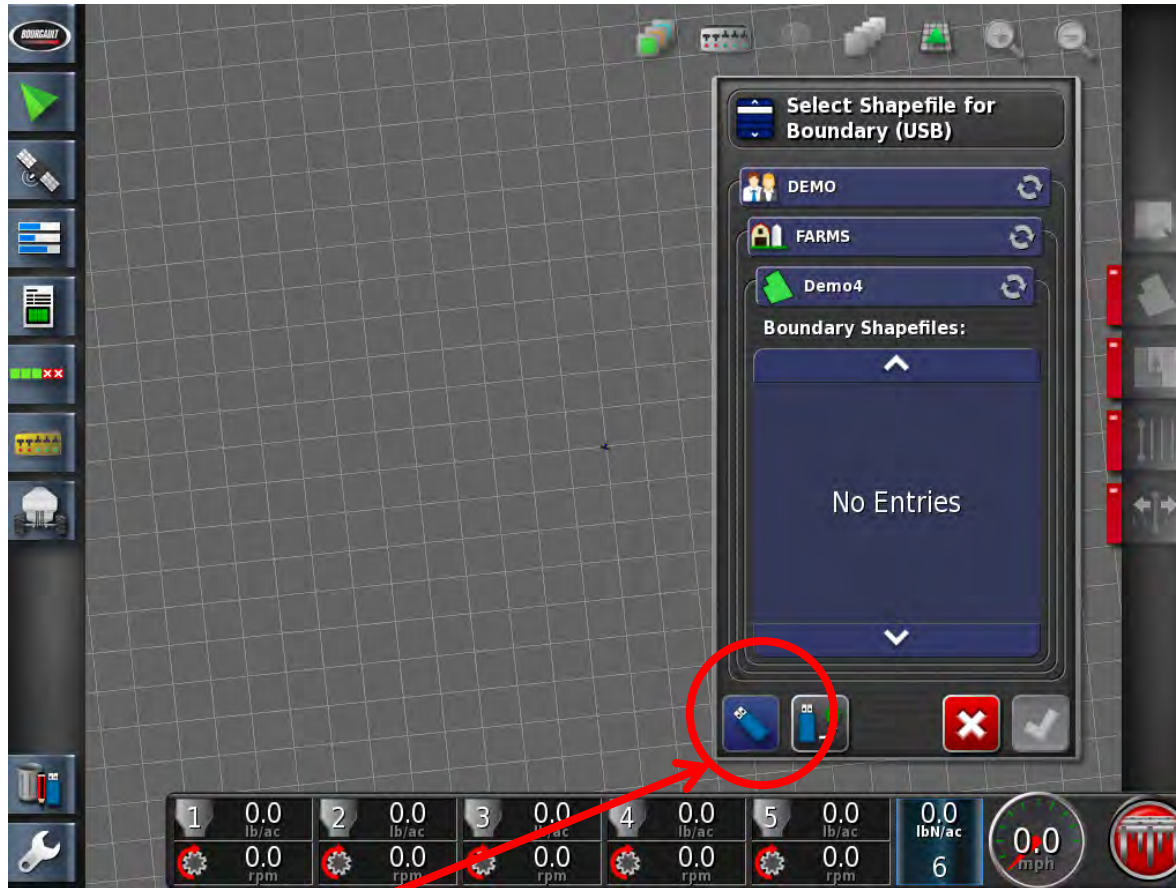 BOURGAULT
Select Shapefile for
Boundary (USB)
DEMO
FARMS
Demo4
Boundary Shapefiles:
No Entries
1 0.0 lb/ac 2 0.0 lb/ac 3 0.0 lb/ac 4 0.0 lb/ac 5 0.0 lb/ac 0.0 lbN/ac
0.0 rpm 0.0 rpm 0.0 rpm 0.0 rpm 0.0 rpm 6 0.0 mph